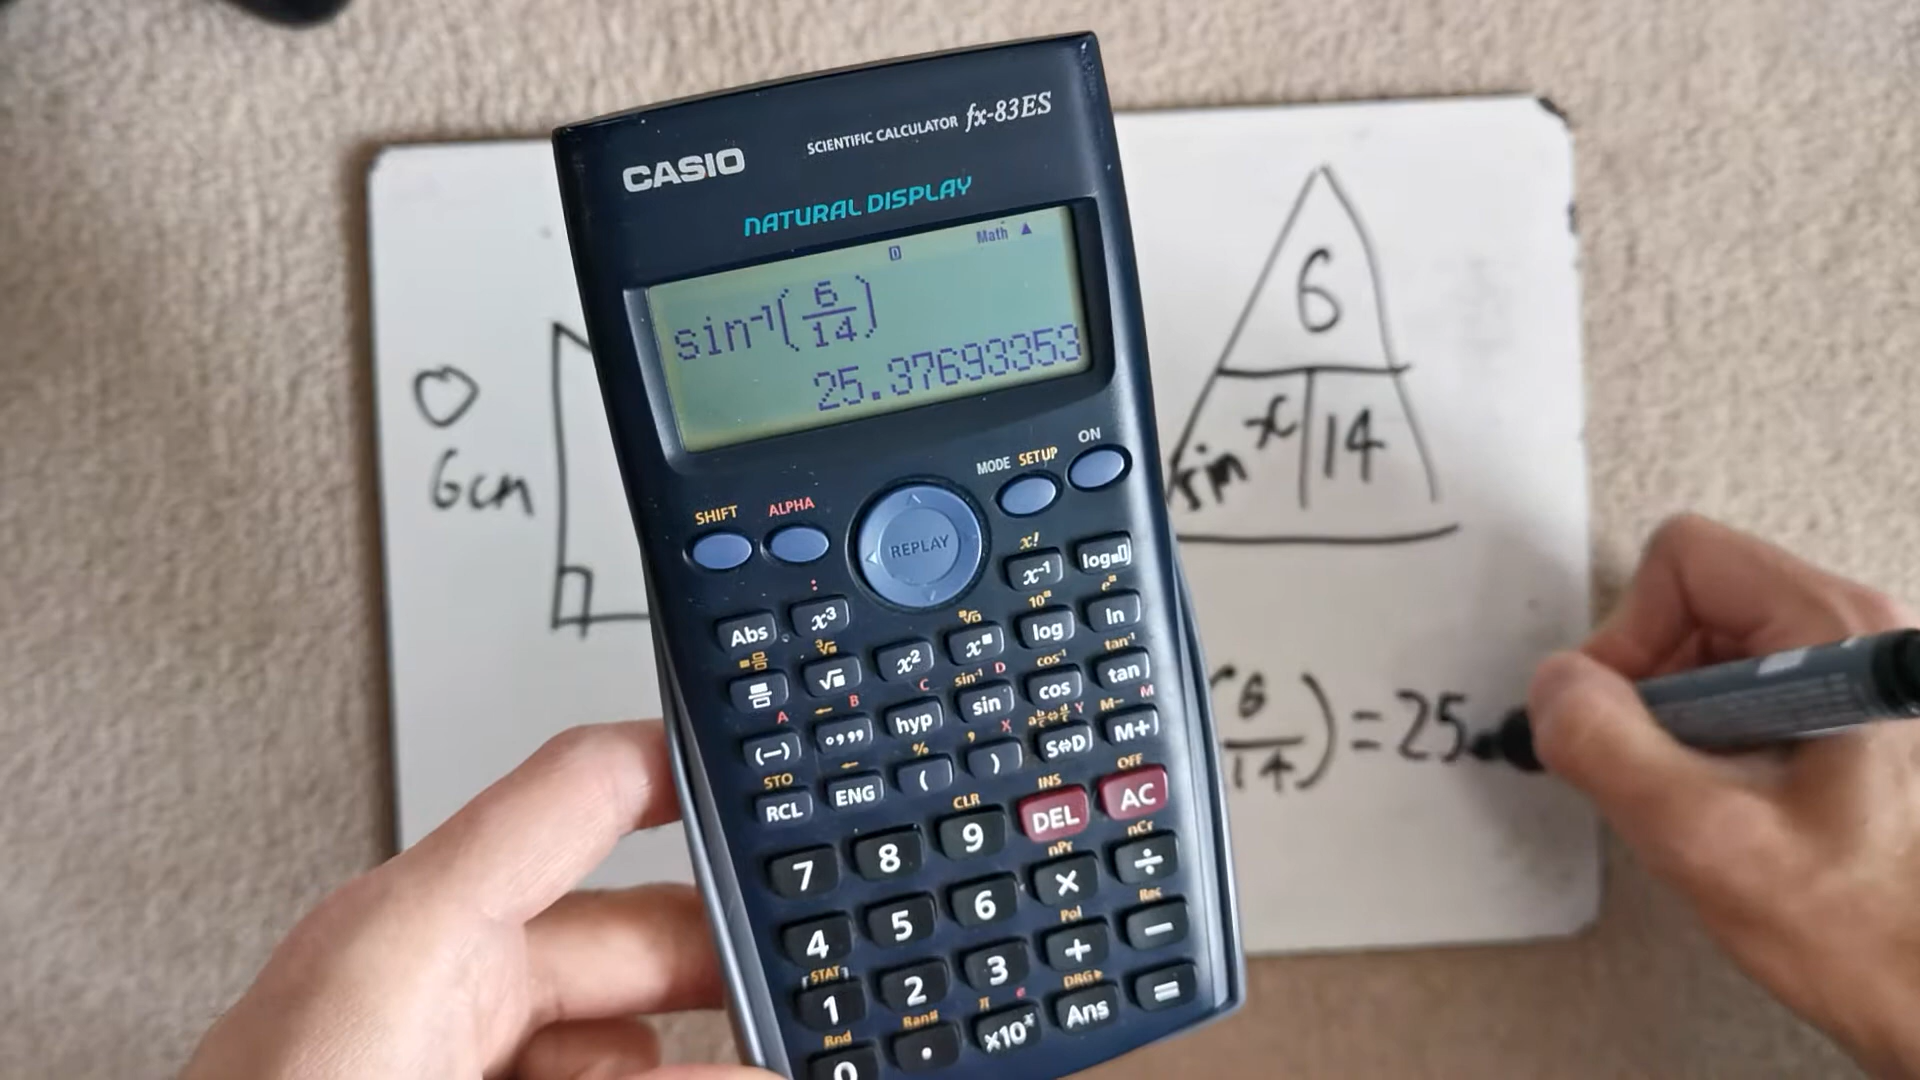 CASIO
SCIENTIFIC CALCULATOR fx-83ES
NATURAL DISPLAY
D Math ▲
sin⁻¹(6/14)
25.37693353
O
6cm
6
sin x 14
(6/14) = 25.
MODE SETUP ON
SHIFT ALPHA
REPLAY
x!
: x⁻¹ log■▯
ⁿ√ 10■ e■
Abs x³ x■ log ln
³√ sin⁻¹ cos⁻¹ tan⁻¹
√■ x² sin cos tan
A B C D
← X Y M− M
(−) °,,, hyp S⇔D M+
STO ← % ,
RCL ENG ( )
CLR INS OFF
7 8 9 DEL AC
nPr nCr
4 5 6 × ÷
STAT Pol Rec
1 2 3 + −
Rnd Ran# π e DRG▶
0 . ×10ˣ Ans =